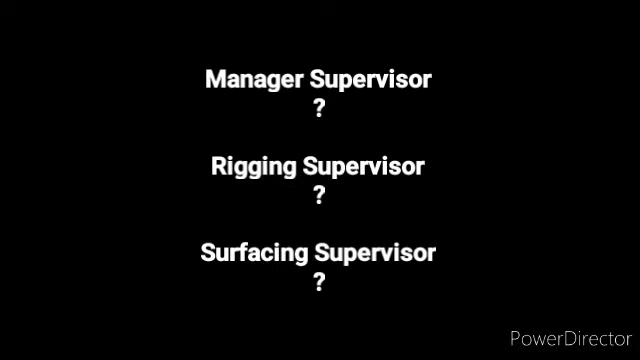 Manager Supervisor
?
Rigging Supervisor
?
Surfacing Supervisor
?
PowerDirector